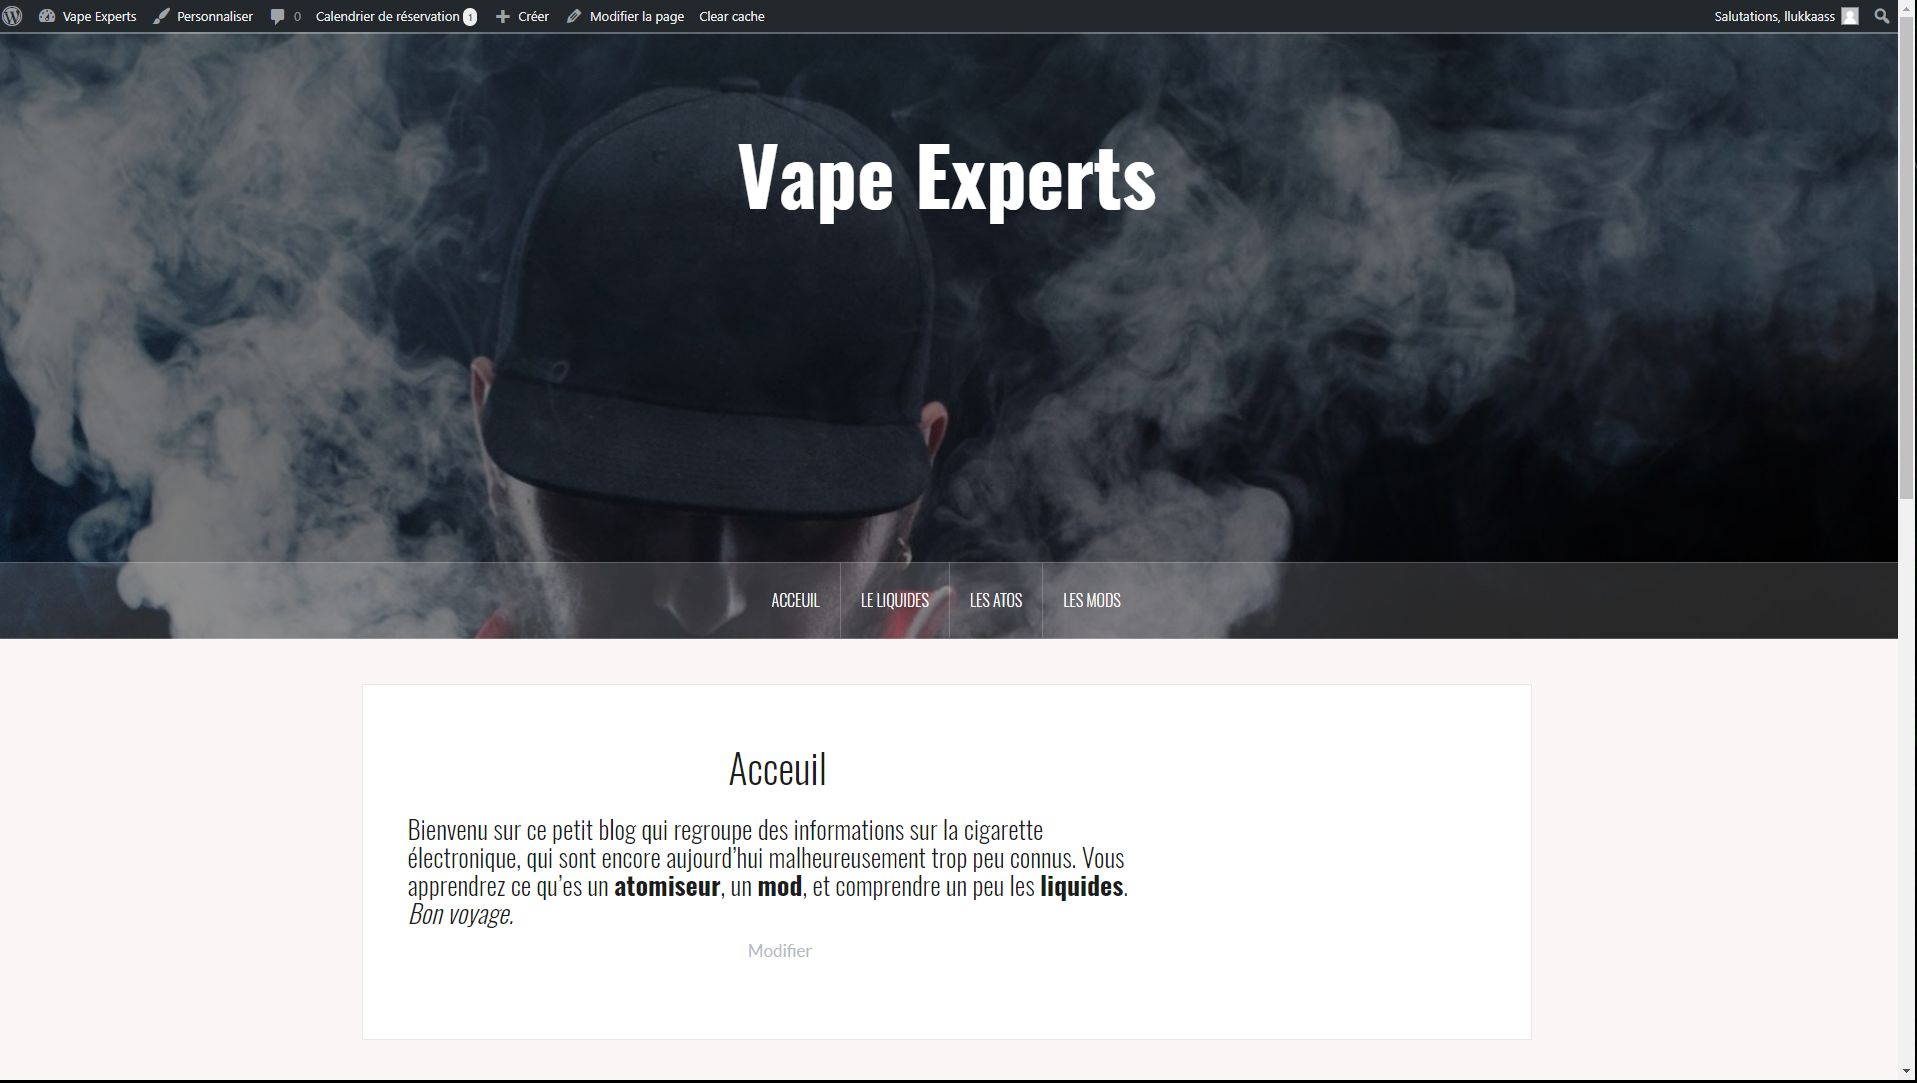 Vape Experts Personnaliser 0 Calendrier de réservation 1 Créer Modifier la page Clear cache Salutations, llukkaass
Vape Experts
ACCEUIL LE LIQUIDES LES ATOS LES MODS
Acceuil
Bienvenu sur ce petit blog qui regroupe des informations sur la cigarette
électronique, qui sont encore aujourd’hui malheureusement trop peu connus. Vous
apprendrez ce qu’es un atomiseur, un mod, et comprendre un peu les liquides.
Bon voyage.
Modifier